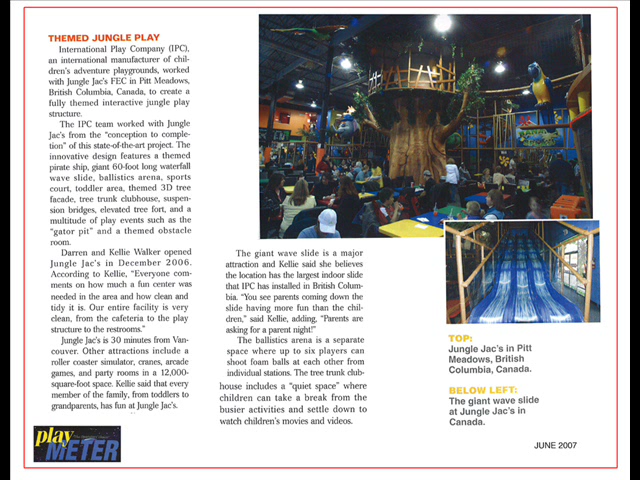 THEMED JUNGLE PLAY
International Play Company (IPC),
an international manufacturer of chil-
dren's adventure playgrounds, worked
with Jungle Jac's FEC in Pitt Meadows,
British Columbia, Canada, to create a
fully themed interactive jungle play
structure.
The IPC team worked with Jungle
Jac's from the "conception to comple-
tion" of this state-of-the-art project. The
innovative design features a themed
pirate ship, giant 60-foot long waterfall
wave slide, ballistics arena, sports
court, toddler area, themed 3D tree
facade, tree trunk clubhouse, suspen-
sion bridges, elevated tree fort, and a
multitude of play events such as the
"gator pit" and a themed obstacle
room.
Darren and Kellie Walker opened
Jungle Jac's in December 2006.
According to Kellie, "Everyone com-
ments on how much a fun center was
needed in the area and how clean and
tidy it is. Our entire facility is very
clean, from the cafeteria to the play
structure to the restrooms."
Jungle Jac's is 30 minutes from Van-
couver. Other attractions include a
roller coaster simulator, cranes, arcade
games, and party rooms in a 12,000-
square-foot space. Kellie said that every
member of the family, from toddlers to
grandparents, has fun at Jungle Jac's.
The giant wave slide is a major
attraction and Kellie said she believes
the location has the largest indoor slide
that IPC has installed in British Colum-
bia. "You see parents coming down the
slide having more fun than the chil-
dren," said Kellie, adding, "Parents are
asking for a parent night!"
The ballistics arena is a separate
space where up to six players can
shoot foam balls at each other from
individual stations. The tree trunk club-
house includes a "quiet space" where
children can take a break from the
busier activities and settle down to
watch children's movies and videos.
TOP:
Jungle Jac's in Pitt
Meadows, British
Columbia, Canada.
BELOW LEFT:
The giant wave slide
at Jungle Jac's in
Canada.
play
METER
JUNE 2007